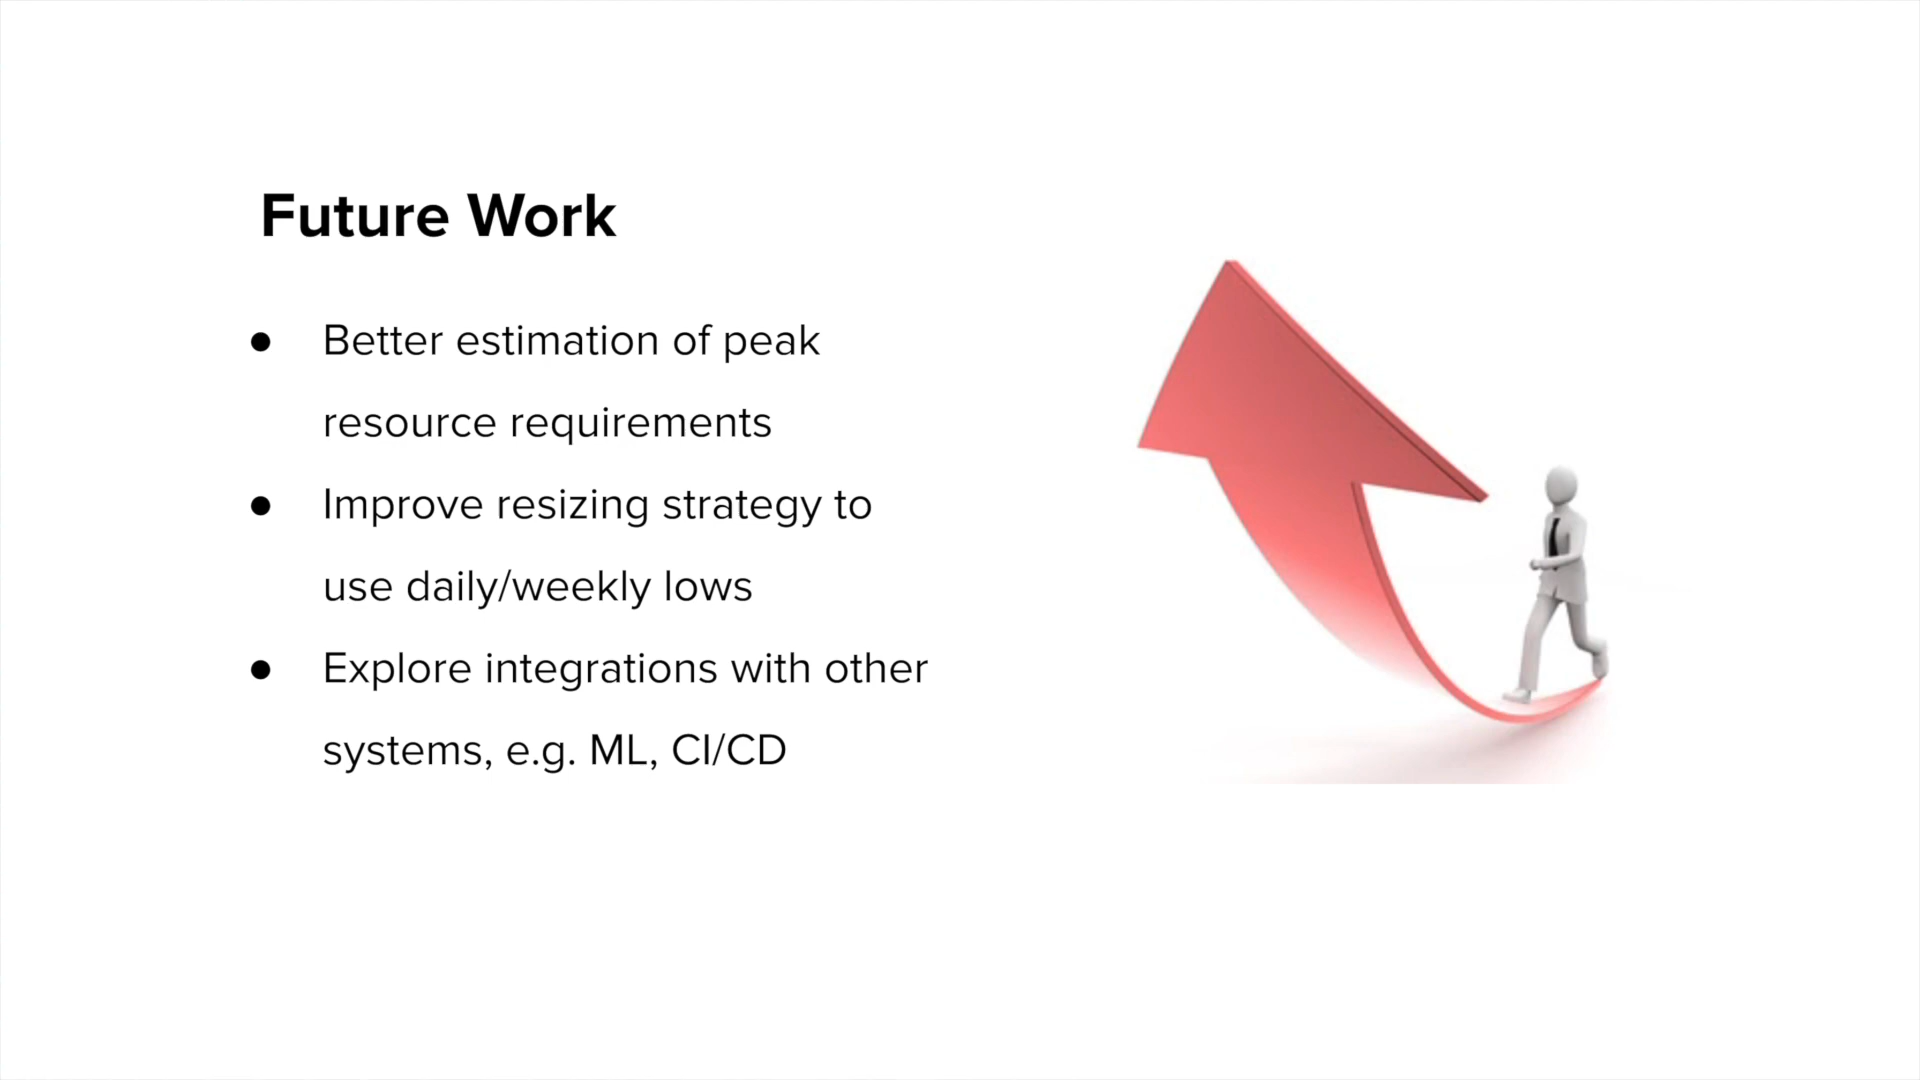 Future Work
● Better estimation of peak
resource requirements
● Improve resizing strategy to
use daily/weekly lows
● Explore integrations with other
systems, e.g. ML, CI/CD